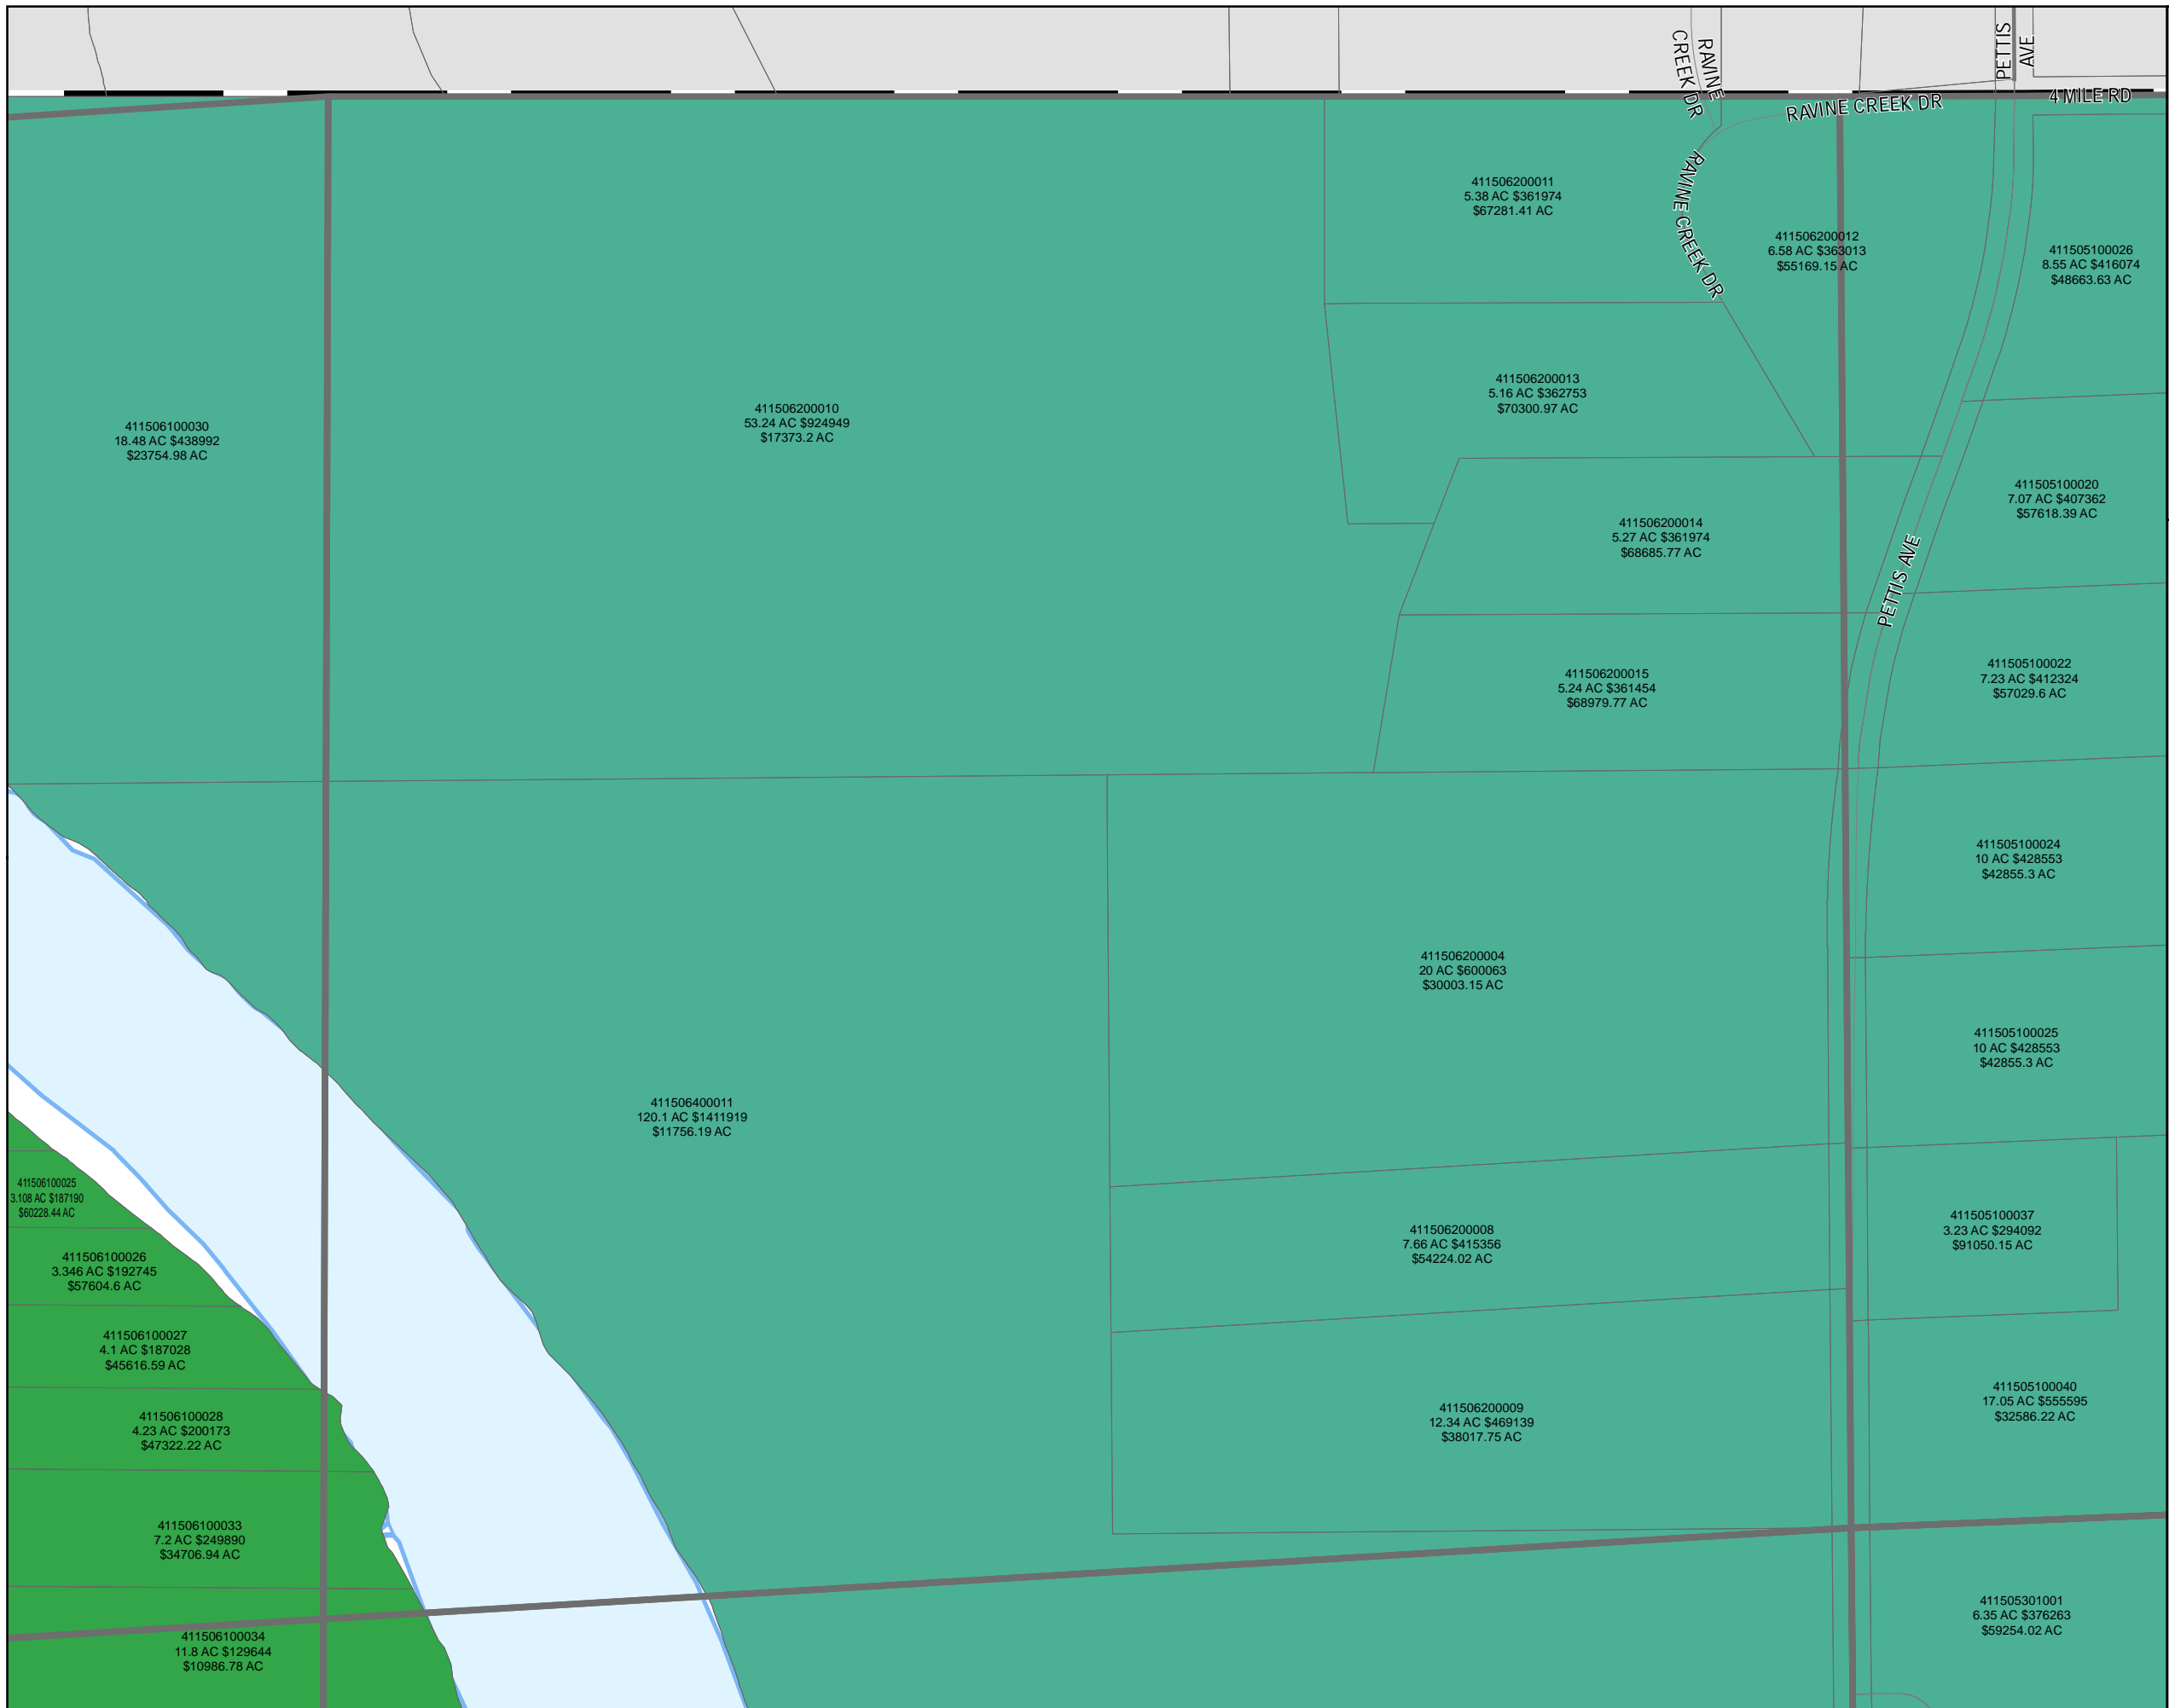 RAVINE
CREEK DR
PETTIS
AVE
4 MILE RD
RAVINE CREEK DR
RAVINE CREEK DR
411506200011
5.38 AC $361974
$67281.41 AC
411506200012
6.58 AC $363013
$55169.15 AC
411505100026
8.55 AC $416074
$48663.63 AC
411506200013
5.16 AC $362753
$70300.97 AC
411506200010
53.24 AC $924949
$17373.2 AC
411506100030
18.48 AC $438992
$23754.98 AC
411505100020
7.07 AC $407362
$57618.39 AC
411506200014
5.27 AC $361974
$68685.77 AC
PETTIS AVE
411505100022
7.23 AC $412324
$57029.6 AC
411506200015
5.24 AC $361454
$68979.77 AC
411505100024
10 AC $428553
$42855.3 AC
411506200004
20 AC $600063
$30003.15 AC
411505100025
10 AC $428553
$42855.3 AC
411506400011
120.1 AC $1411919
$11756.19 AC
411506100025
3.108 AC $187190
$60228.44 AC
411505100037
3.23 AC $294092
$91050.15 AC
411506200008
7.66 AC $415356
$54224.02 AC
411506100026
3.346 AC $192745
$57604.6 AC
411506100027
4.1 AC $187028
$45616.59 AC
411505100040
17.05 AC $555595
$32586.22 AC
411506200009
12.34 AC $469139
$38017.75 AC
411506100028
4.23 AC $200173
$47322.22 AC
411506100033
7.2 AC $249890
$34706.94 AC
411505301001
6.35 AC $376263
$59254.02 AC
411506100034
11.8 AC $129644
$10986.78 AC